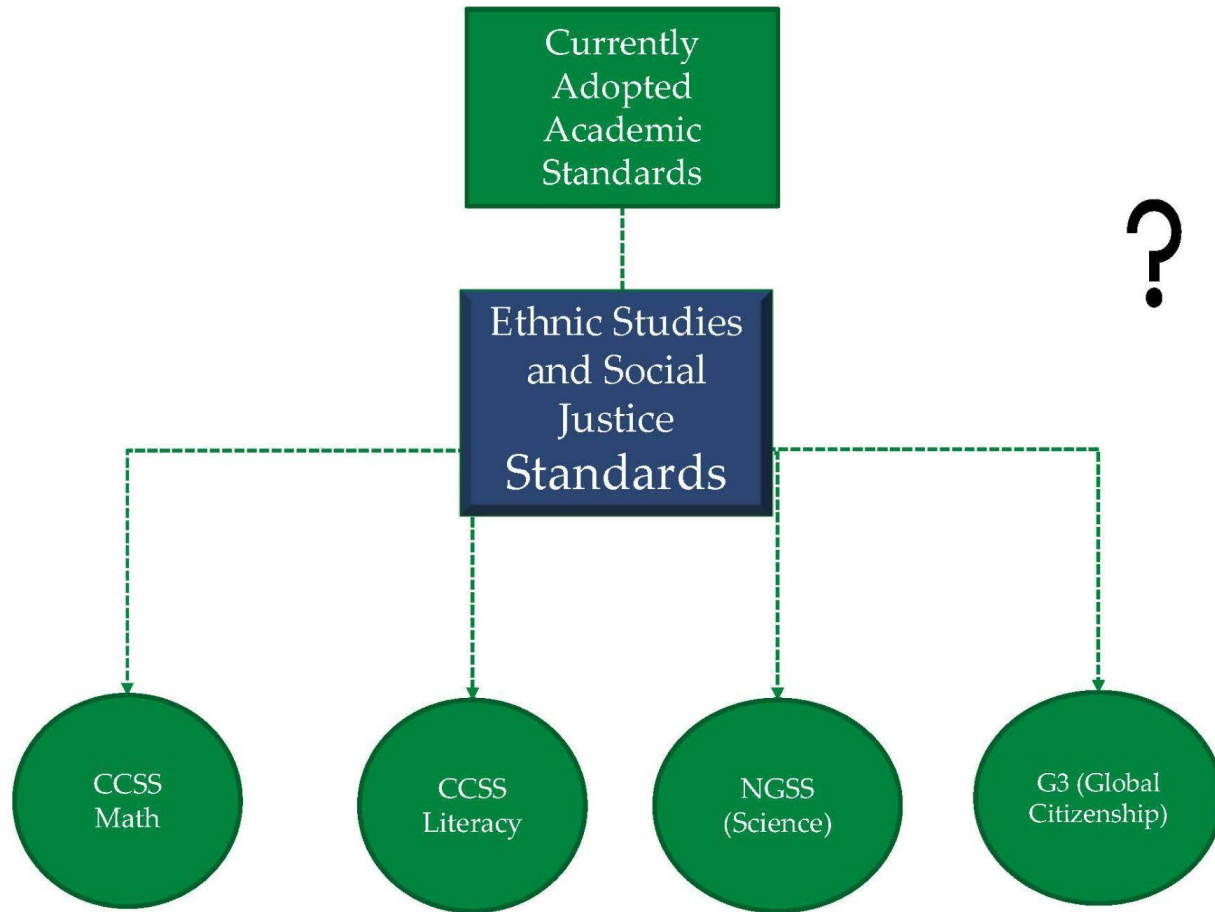 Currently
Adopted
Academic
Standards
?
Ethnic Studies
and Social
Justice
Standards
CCSS
Math
CCSS
Literacy
NGSS
(Science)
G3 (Global
Citizenship)